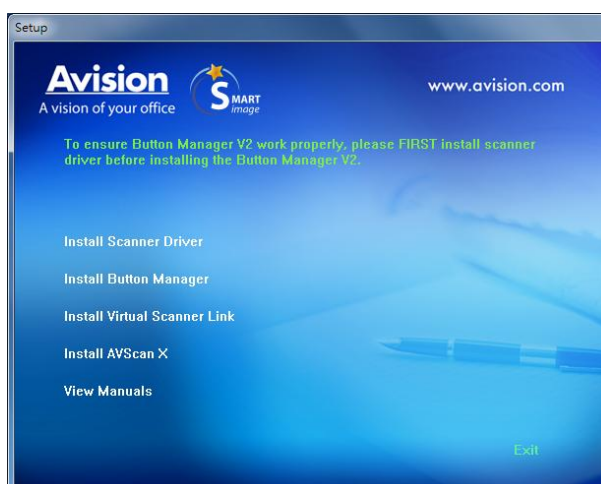 Setup
Avision
A vision of your office
SMART
image
www.avision.com
To ensure Button Manager V2 work properly, please FIRST install scanner
driver before installing the Button Manager V2.
Install Scanner Driver
Install Button Manager
Install Virtual Scanner Link
Install AVScan X
View Manuals
Exit